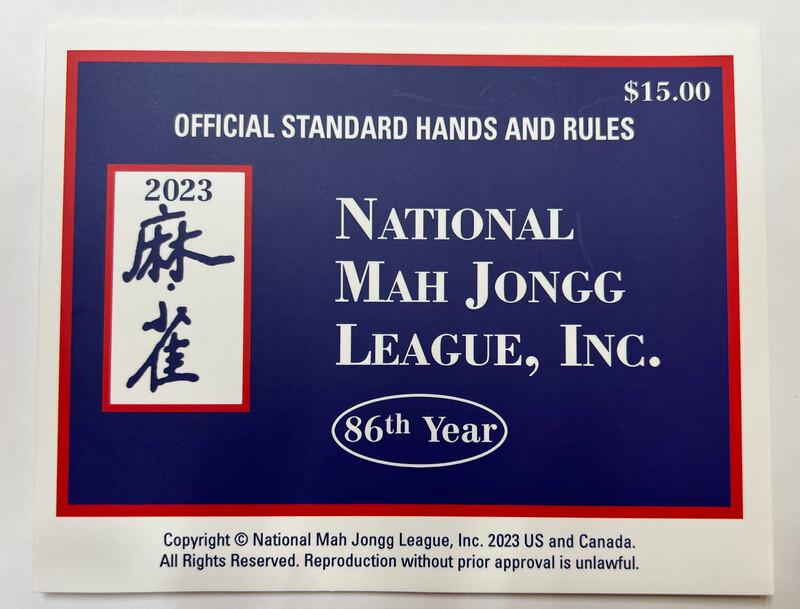 $15.00
OFFICIAL STANDARD HANDS AND RULES
2023
麻
雀
NATIONAL
MAH JONGG
LEAGUE, INC.
86th Year
Copyright © National Mah Jongg League, Inc. 2023 US and Canada.
All Rights Reserved. Reproduction without prior approval is unlawful.